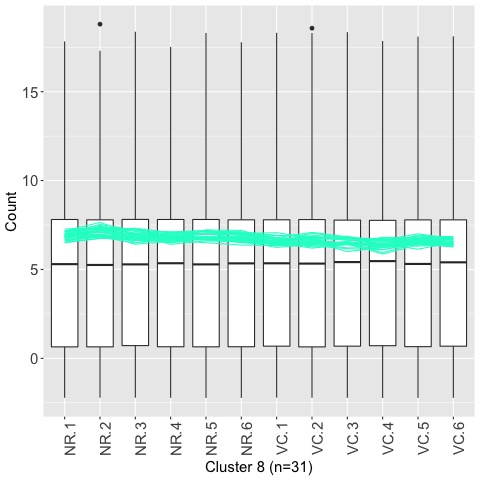 15
10
5
0
Count
NR.1
NR.2
NR.3
NR.4
NR.5
NR.6
VC.1
VC.2
VC.3
VC.4
VC.5
VC.6
Cluster 8 (n=31)